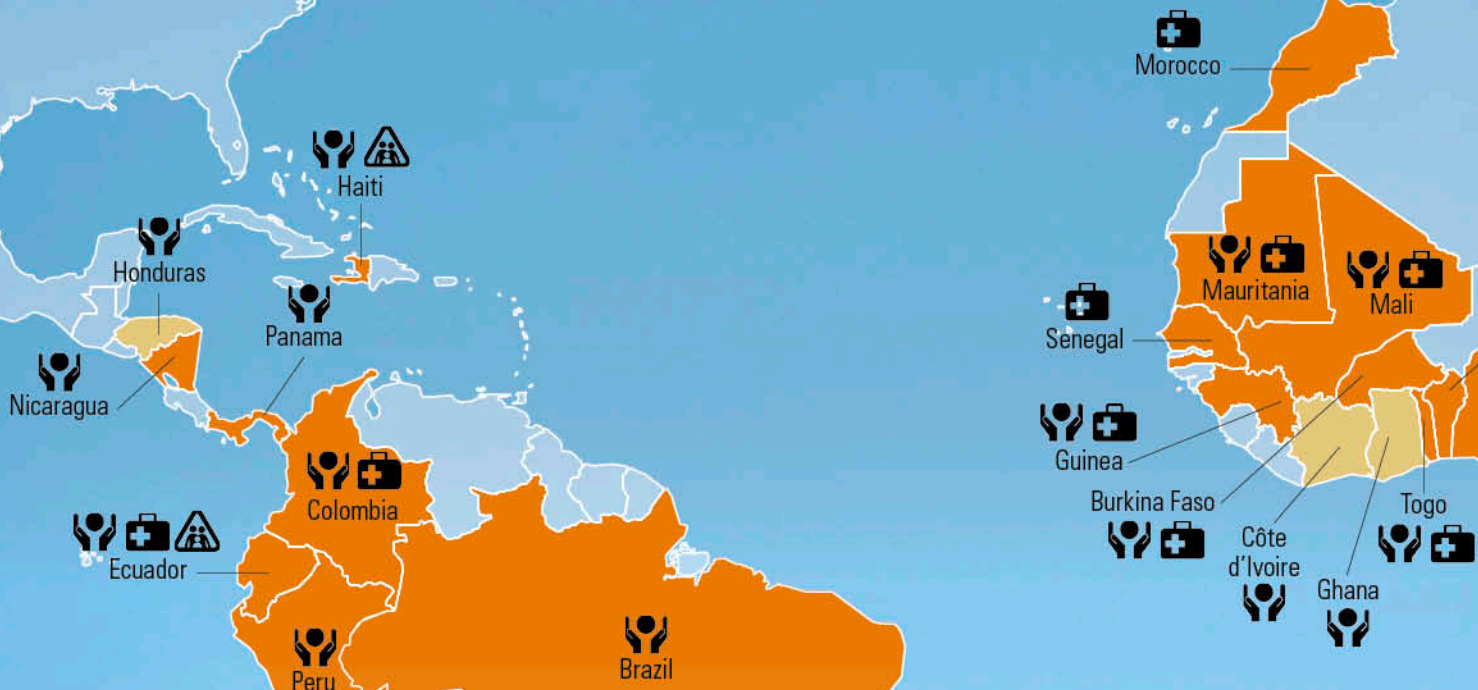 Morocco
Haiti
Honduras
Mauritania
Mali
Panama
Senegal
Nicaragua
Guinea
Colombia
Burkina Faso
Togo
Côte
d'Ivoire
Ecuador
Ghana
Brazil
Peru